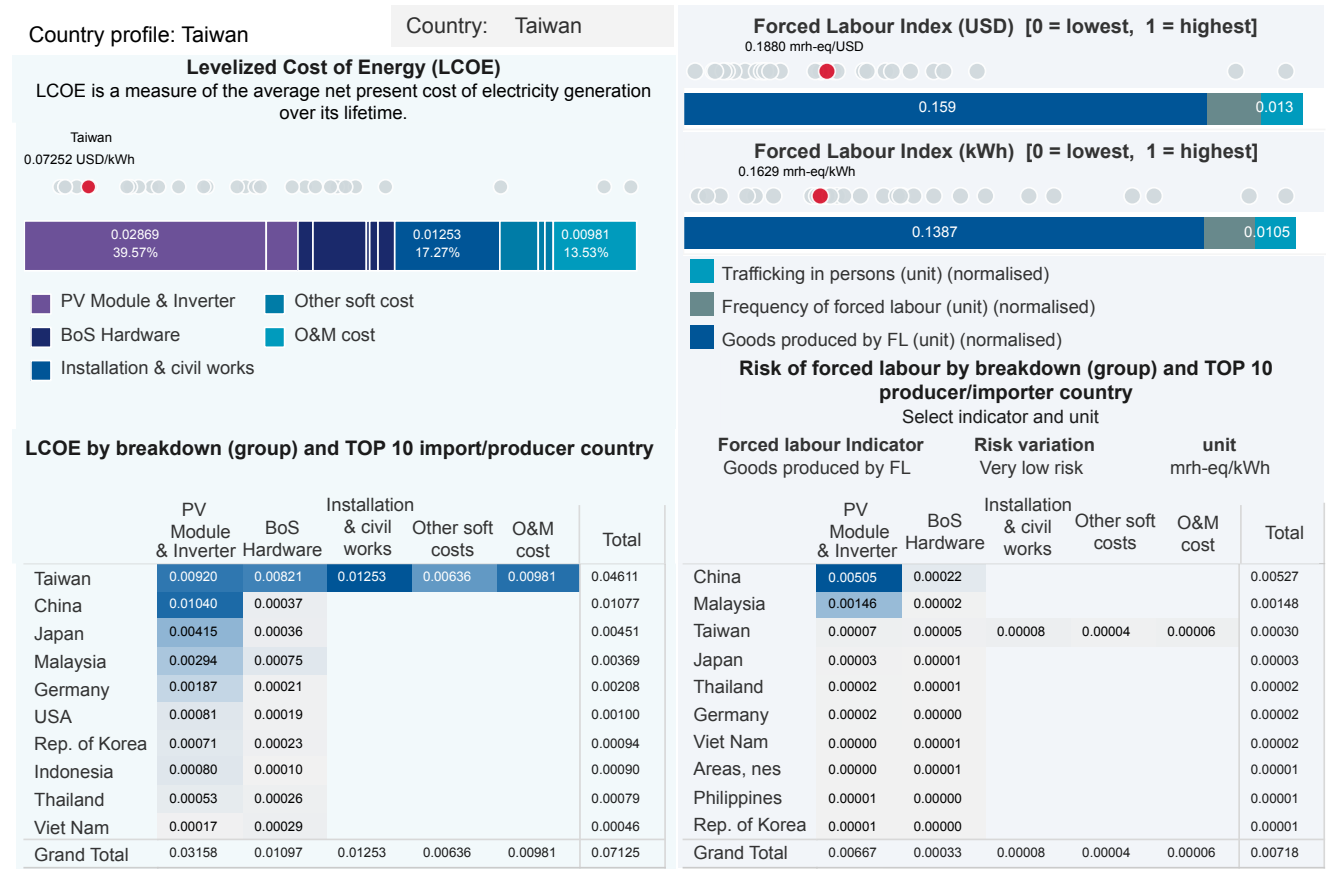 Country profile: Taiwan
Country: Taiwan
Levelized Cost of Energy (LCOE)
LCOE is a measure of the average net present cost of electricity generation
over its lifetime.
Taiwan
0.07252 USD/kWh
0.02869 0.01253 0.00981
39.57% 17.27% 13.53%
PV Module & Inverter Other soft cost
BoS Hardware O&M cost
Installation & civil works
LCOE by breakdown (group) and TOP 10 import/producer country
PV Module & Inverter BoS Hardware Installation & civil works Other soft costs O&M cost Total
Taiwan 0.00920 0.00821 0.01253 0.00636 0.00981 0.04611
China 0.01040 0.00037 0.01077
Japan 0.00415 0.00036 0.00451
Malaysia 0.00294 0.00075 0.00369
Germany 0.00187 0.00021 0.00208
USA 0.00081 0.00019 0.00100
Rep. of Korea 0.00071 0.00023 0.00094
Indonesia 0.00080 0.00010 0.00090
Thailand 0.00053 0.00026 0.00079
Viet Nam 0.00017 0.00029 0.00046
Grand Total 0.03158 0.01097 0.01253 0.00636 0.00981 0.07125
Forced Labour Index (USD) [0 = lowest, 1 = highest]
0.1880 mrh-eq/USD
0.159 0.013
Forced Labour Index (kWh) [0 = lowest, 1 = highest]
0.1629 mrh-eq/kWh
0.1387 0.0105
Trafficking in persons (unit) (normalised)
Frequency of forced labour (unit) (normalised)
Goods produced by FL (unit) (normalised)
Risk of forced labour by breakdown (group) and TOP 10
producer/importer country
Select indicator and unit
Forced labour Indicator Risk variation unit
Goods produced by FL Very low risk mrh-eq/kWh
PV Module & Inverter BoS Hardware Installation & civil works Other soft costs O&M cost Total
China 0.00505 0.00022 0.00527
Malaysia 0.00146 0.00002 0.00148
Taiwan 0.00007 0.00005 0.00008 0.00004 0.00006 0.00030
Japan 0.00003 0.00001 0.00003
Thailand 0.00002 0.00001 0.00002
Germany 0.00002 0.00000 0.00002
Viet Nam 0.00000 0.00001 0.00002
Areas, nes 0.00000 0.00001 0.00001
Philippines 0.00001 0.00000 0.00001
Rep. of Korea 0.00001 0.00000 0.00001
Grand Total 0.00667 0.00033 0.00008 0.00004 0.00006 0.00718